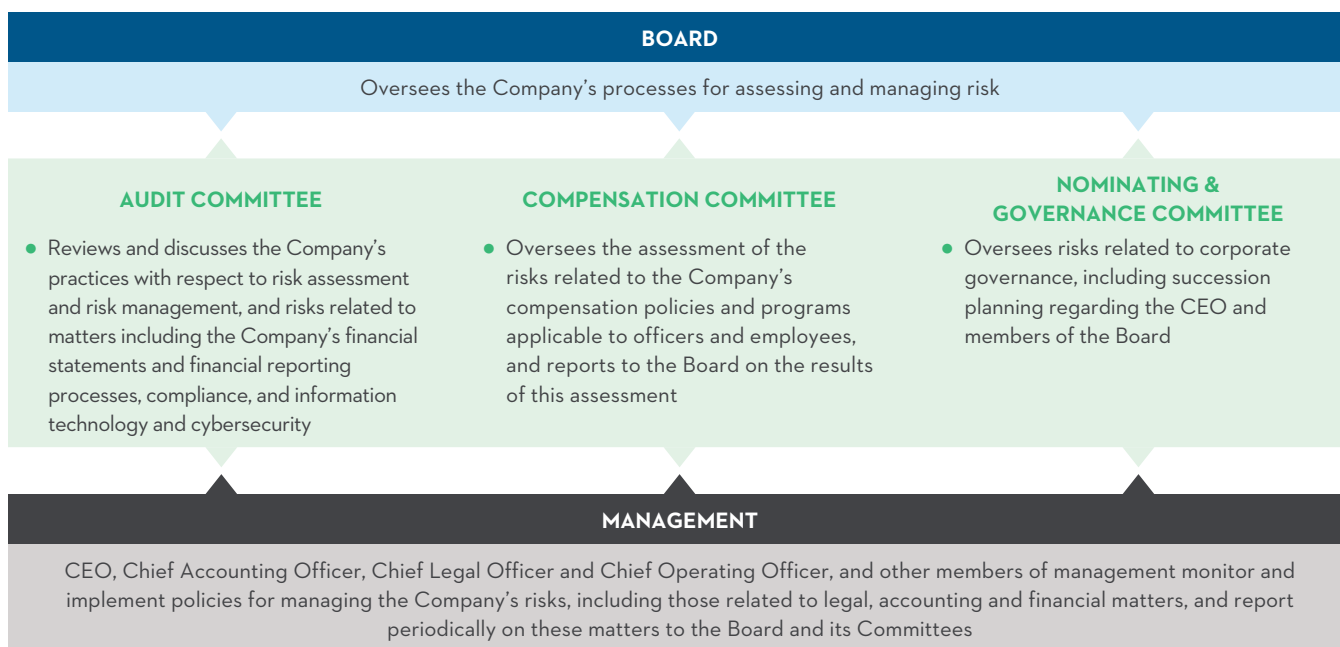 BOARD
Oversees the Company's processes for assessing and managing risk
AUDIT COMMITTEE
● Reviews and discusses the Company's
practices with respect to risk assessment
and risk management, and risks related to
matters including the Company's financial
statements and financial reporting
processes, compliance, and information
technology and cybersecurity
COMPENSATION COMMITTEE
● Oversees the assessment of the
risks related to the Company's
compensation policies and programs
applicable to officers and employees,
and reports to the Board on the results
of this assessment
NOMINATING &
GOVERNANCE COMMITTEE
● Oversees risks related to corporate
governance, including succession
planning regarding the CEO and
members of the Board
MANAGEMENT
CEO, Chief Accounting Officer, Chief Legal Officer and Chief Operating Officer, and other members of management monitor and
implement policies for managing the Company's risks, including those related to legal, accounting and financial matters, and report
periodically on these matters to the Board and its Committees